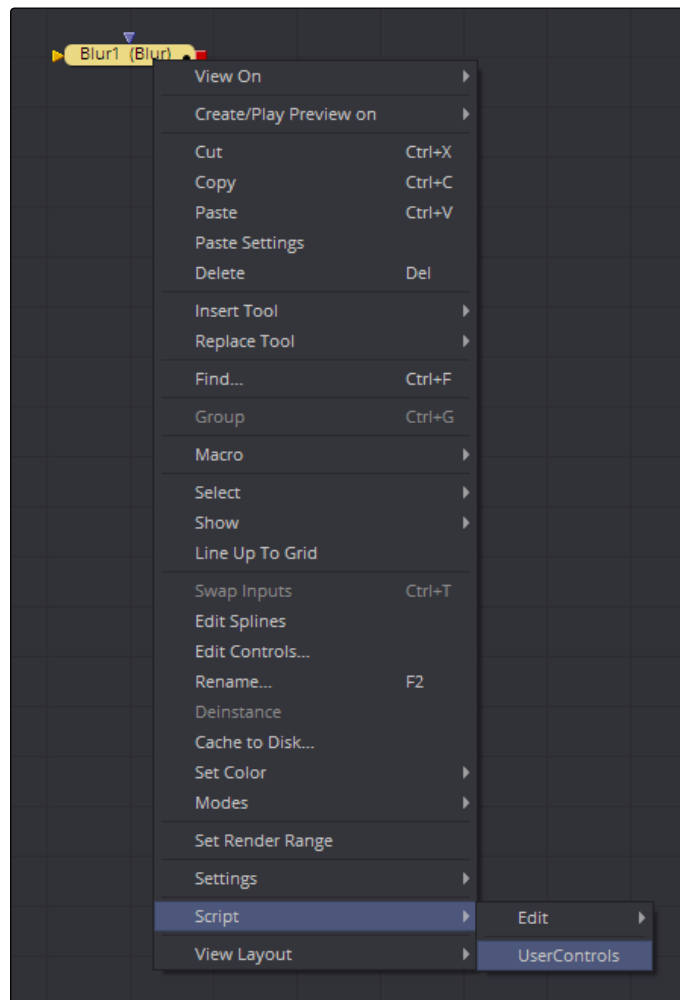 Blur1 (Blur)
View On
Create/Play Preview on
Cut Ctrl+X
Copy Ctrl+C
Paste Ctrl+V
Paste Settings
Delete Del
Insert Tool
Replace Tool
Find... Ctrl+F
Group Ctrl+G
Macro
Select
Show
Line Up To Grid
Swap Inputs Ctrl+T
Edit Splines
Edit Controls...
Rename... F2
Deinstance
Cache to Disk...
Set Color
Modes
Set Render Range
Settings
Script
Edit
View Layout
UserControls